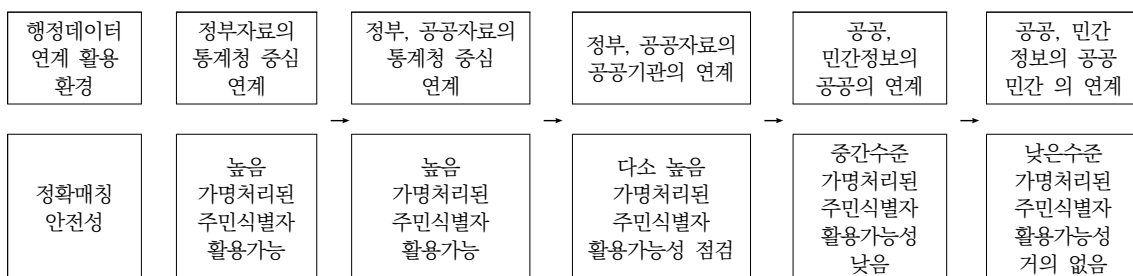 행정데이터
연계 활용
환경
정부자료의
통계청 중심
연계
정부, 공공자료의
통계청 중심
연계
정부, 공공자료의
공공기관의 연계
공공,
민간정보의
공공의 연계
공공, 민간
정보의 공공
민간 의 연계
→ → → →
정확매칭
안전성
높음
가명처리된
주민식별자
활용가능
높음
가명처리된
주민식별자
활용가능
다소 높음
가명처리된
주민식별자
활용가능성 점검
중간수준
가명처리된
주민식별자
활용가능성
낮음
낮은수준
가명처리된
주민식별자
활용가능성
거의 없음